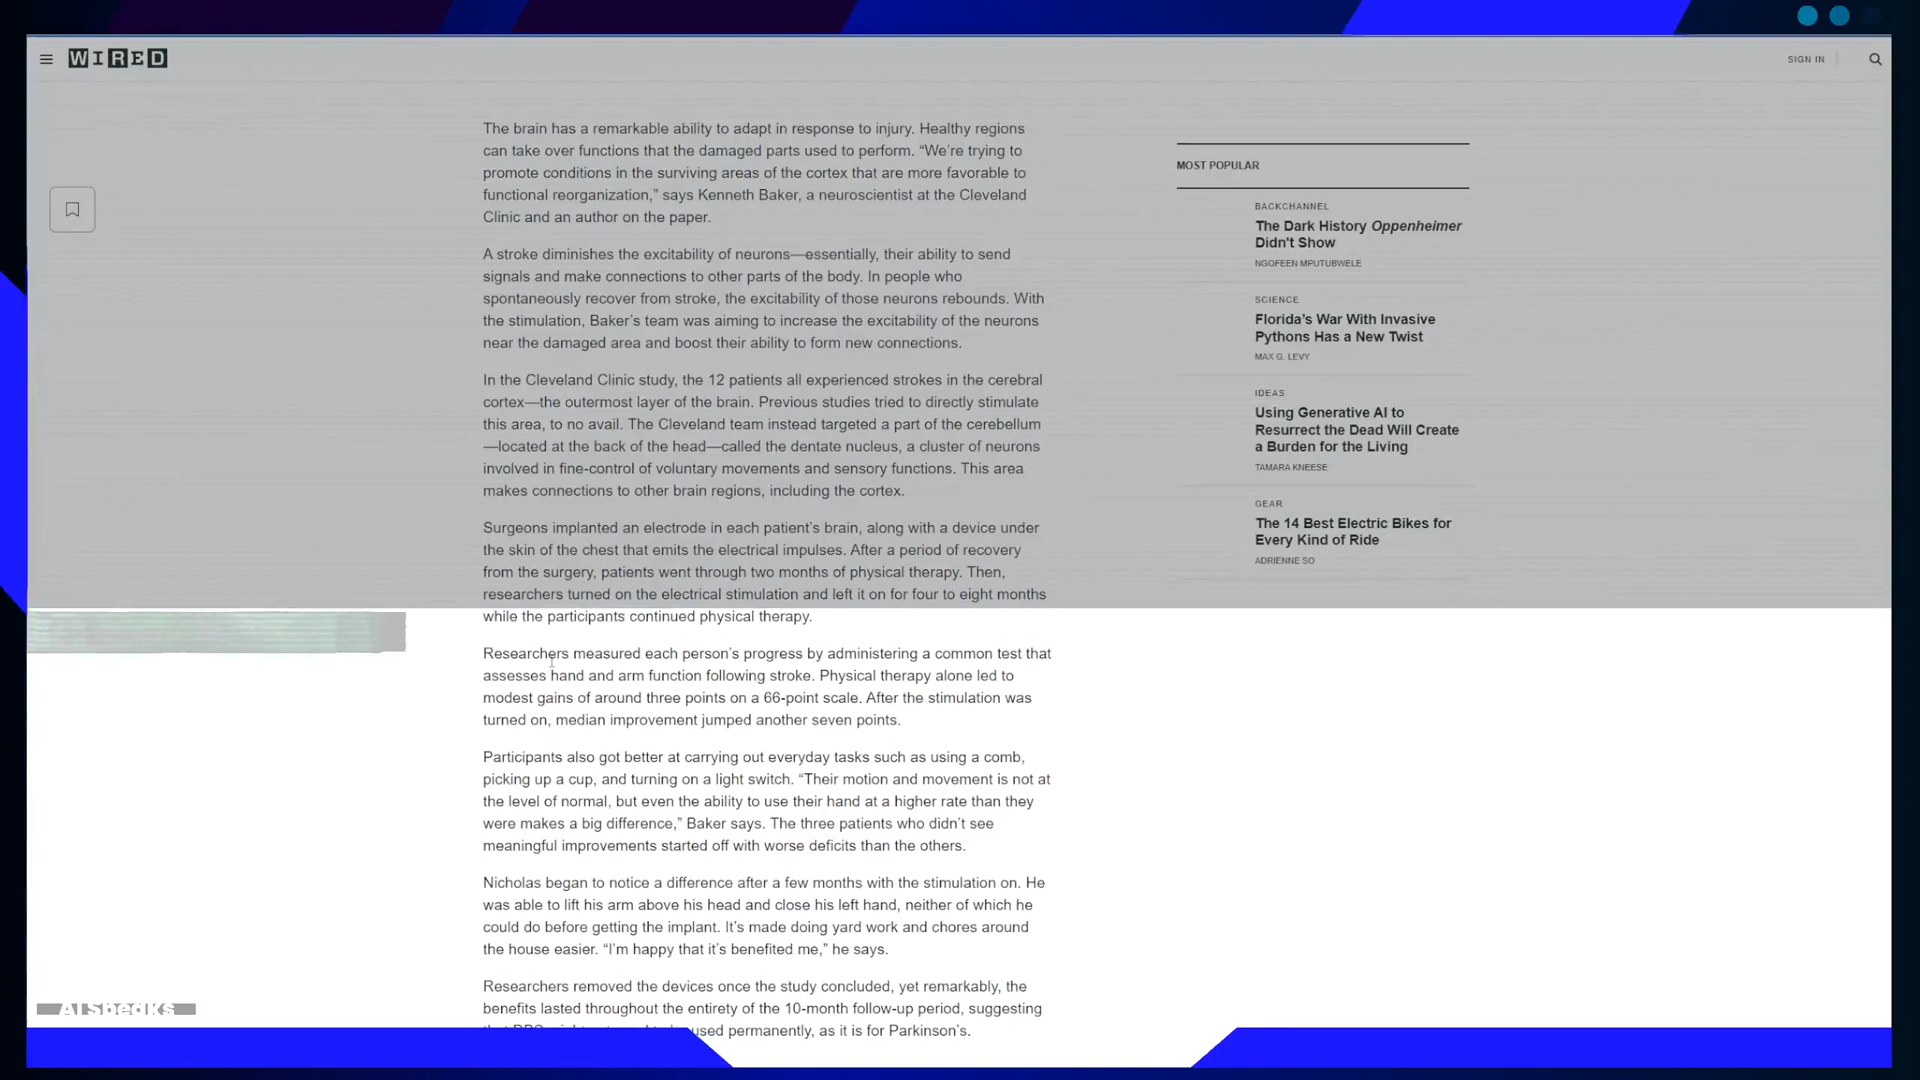 WIRED
SIGN IN
The brain has a remarkable ability to adapt in response to injury. Healthy regions
can take over functions that the damaged parts used to perform. “We’re trying to
promote conditions in the surviving areas of the cortex that are more favorable to
functional reorganization,” says Kenneth Baker, a neuroscientist at the Cleveland
Clinic and an author on the paper.
A stroke diminishes the excitability of neurons—essentially, their ability to send
signals and make connections to other parts of the body. In people who
spontaneously recover from stroke, the excitability of those neurons rebounds. With
the stimulation, Baker’s team was aiming to increase the excitability of the neurons
near the damaged area and boost their ability to form new connections.
In the Cleveland Clinic study, the 12 patients all experienced strokes in the cerebral
cortex—the outermost layer of the brain. Previous studies tried to directly stimulate
this area, to no avail. The Cleveland team instead targeted a part of the cerebellum
—located at the back of the head—called the dentate nucleus, a cluster of neurons
involved in fine-control of voluntary movements and sensory functions. This area
makes connections to other brain regions, including the cortex.
Surgeons implanted an electrode in each patient’s brain, along with a device under
the skin of the chest that emits the electrical impulses. After a period of recovery
from the surgery, patients went through two months of physical therapy. Then,
researchers turned on the electrical stimulation and left it on for four to eight months
while the participants continued physical therapy.
Researchers measured each person’s progress by administering a common test that
assesses hand and arm function following stroke. Physical therapy alone led to
modest gains of around three points on a 66-point scale. After the stimulation was
turned on, median improvement jumped another seven points.
Participants also got better at carrying out everyday tasks such as using a comb,
picking up a cup, and turning on a light switch. “Their motion and movement is not at
the level of normal, but even the ability to use their hand at a higher rate than they
were makes a big difference,” Baker says. The three patients who didn’t see
meaningful improvements started off with worse deficits than the others.
Nicholas began to notice a difference after a few months with the stimulation on. He
was able to lift his arm above his head and close his left hand, neither of which he
could do before getting the implant. It’s made doing yard work and chores around
the house easier. “I’m happy that it’s benefited me,” he says.
Researchers removed the devices once the study concluded, yet remarkably, the
benefits lasted throughout the entirety of the 10-month follow-up period, suggesting
used permanently, as it is for Parkinson’s.
MOST POPULAR
BACKCHANNEL
The Dark History Oppenheimer
Didn't Show
NGOFEEN MPUTUBWELE
SCIENCE
Florida’s War With Invasive
Pythons Has a New Twist
MAX G. LEVY
IDEAS
Using Generative AI to
Resurrect the Dead Will Create
a Burden for the Living
TAMARA KNEESE
GEAR
The 14 Best Electric Bikes for
Every Kind of Ride
ADRIENNE SO
AI Speaks